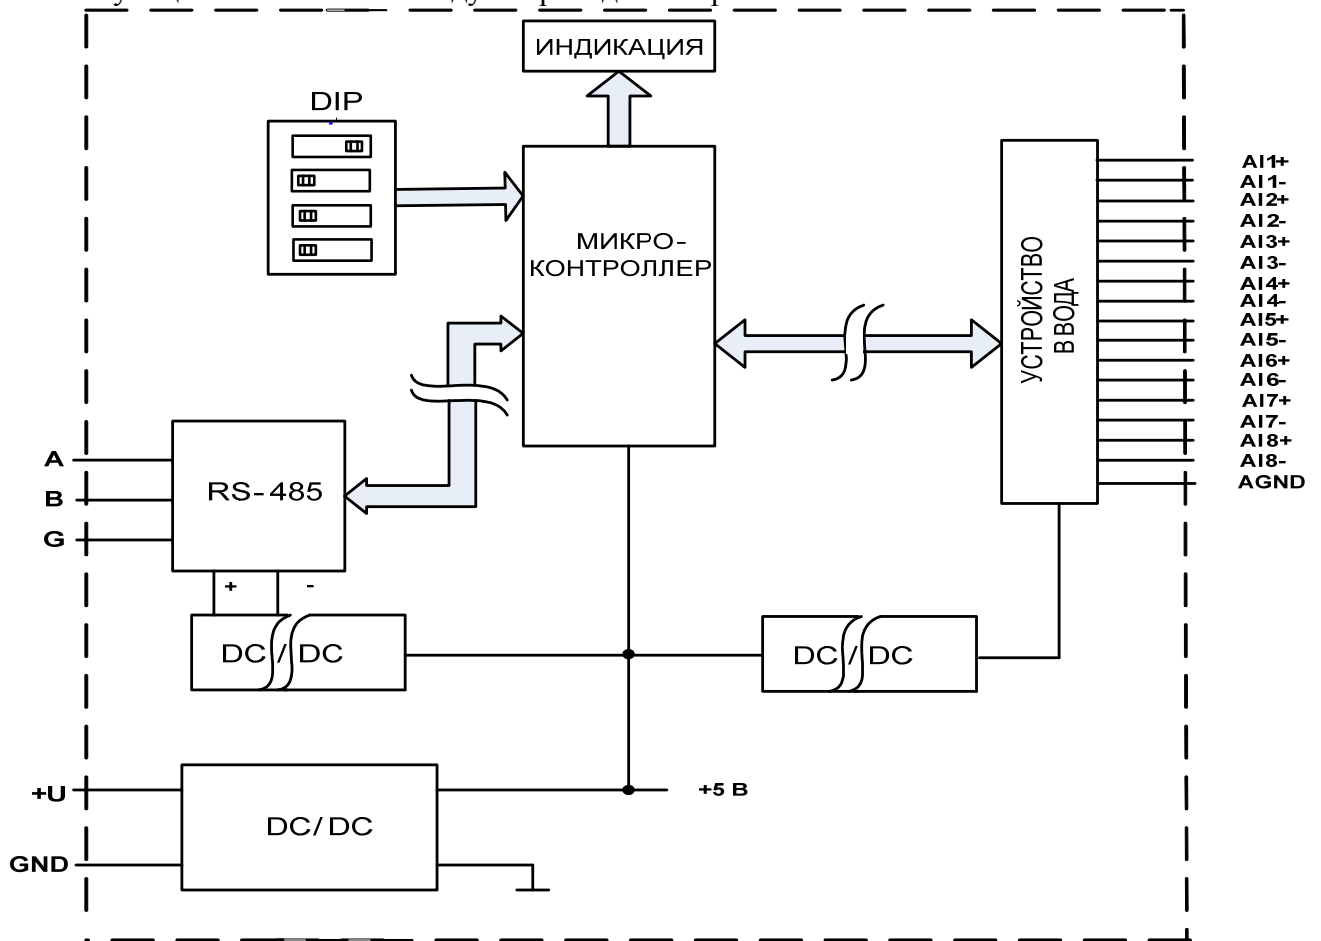 ИНДИКАЦИЯ
DIP
МИКРО-
КОНТРОЛЛЕР
УСТРОЙСТВО
ВВОДА
AI1+
AI1-
AI2+
AI2-
AI3+
AI3-
AI4+
AI4-
AI5+
AI5-
AI6+
AI6-
AI7+
AI7-
AI8+
AI8-
AGND
A
B
G
RS-485
+ -
DC/DC
DC/DC
+U
GND
DC/DC
+5 В